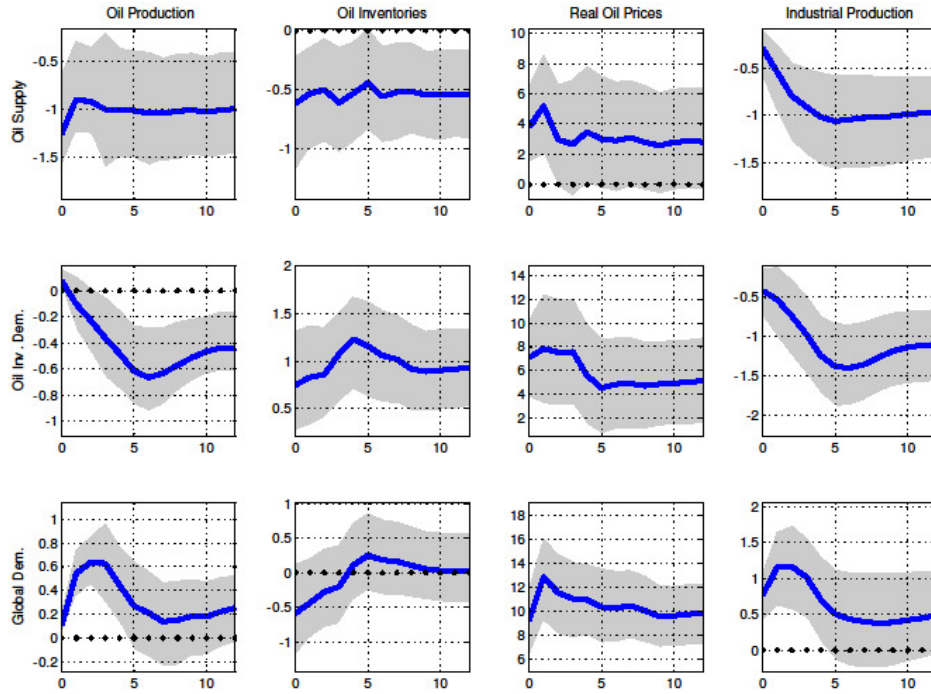 Oil Production Oil Inventories Real Oil Prices Industrial Production
Oil Supply
-0.5 -1 -1.5
0 5 10
0 -0.5 -1
0 5 10
10 8 6 4 2 0
0 5 10
-0.5 -1 -1.5
0 5 10
Oil Inv. Dem.
0 -0.2 -0.4 -0.6 -0.8 -1
0 5 10
2 1.5 1 0.5
0 5 10
14 12 10 8 6 4 2
0 5 10
-0.5 -1 -1.5 -2
0 5 10
Global Dem.
1 0.8 0.6 0.4 0.2 0 -0.2
0 5 10
1 0.5 0 -0.5 -1
0 5 10
18 16 14 12 10 8 6
0 5 10
2 1.5 1 0.5 0
0 5 10